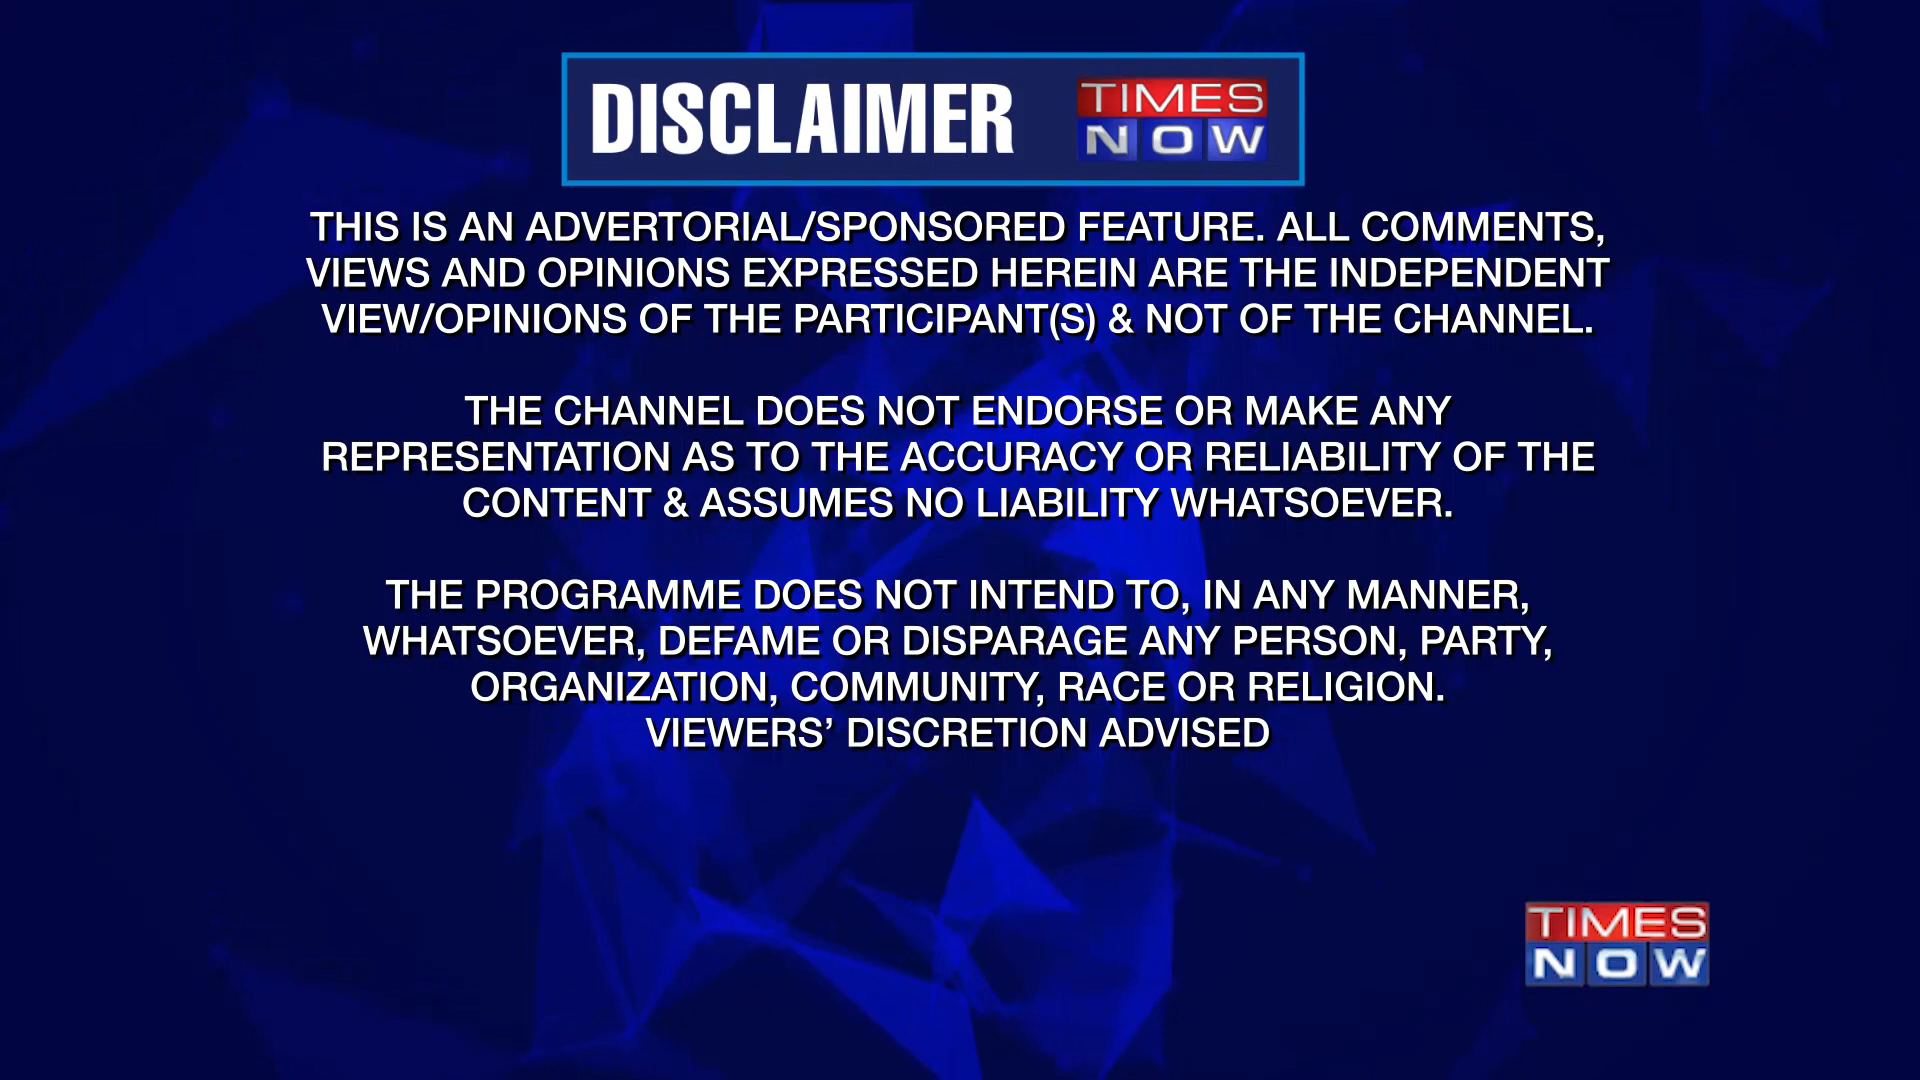 DISCLAIMER
TIMES
NOW
THIS IS AN ADVERTORIAL/SPONSORED FEATURE. ALL COMMENTS,
VIEWS AND OPINIONS EXPRESSED HEREIN ARE THE INDEPENDENT
VIEW/OPINIONS OF THE PARTICIPANT(S) & NOT OF THE CHANNEL.
THE CHANNEL DOES NOT ENDORSE OR MAKE ANY
REPRESENTATION AS TO THE ACCURACY OR RELIABILITY OF THE
CONTENT & ASSUMES NO LIABILITY WHATSOEVER.
THE PROGRAMME DOES NOT INTEND TO, IN ANY MANNER,
WHATSOEVER, DEFAME OR DISPARAGE ANY PERSON, PARTY,
ORGANIZATION, COMMUNITY, RACE OR RELIGION.
VIEWERS’ DISCRETION ADVISED
TIMES
NOW